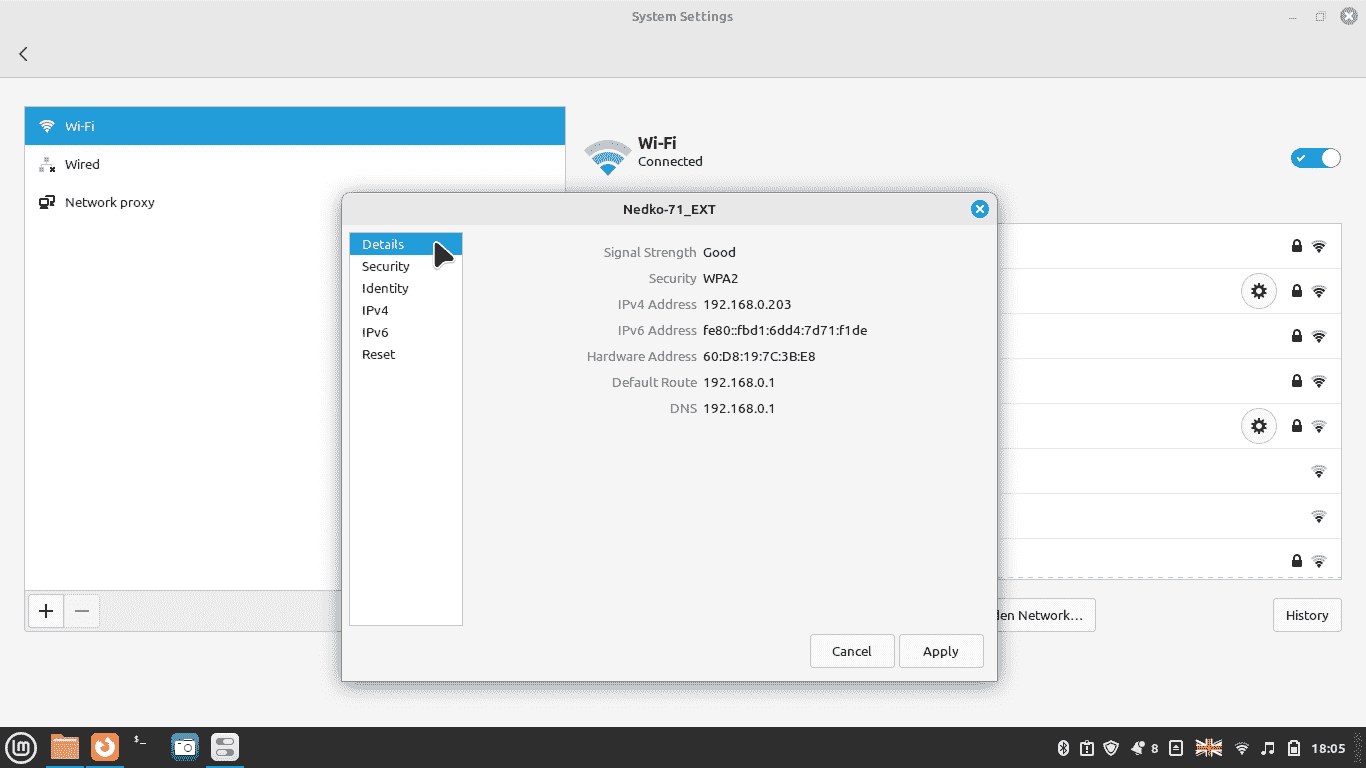 System Settings
Wi-Fi
Wired
Network proxy
Wi-Fi
Connected
Nedko-71_EXT
Details
Security
Identity
IPv4
IPv6
Reset
Signal Strength Good
Security WPA2
IPv4 Address 192.168.0.203
IPv6 Address fe80::fbd1:6dd4:7d71:f1de
Hardware Address 60:D8:19:7C:3B:E8
Default Route 192.168.0.1
DNS 192.168.0.1
Cancel
Apply
den Network…
History
8
18:05